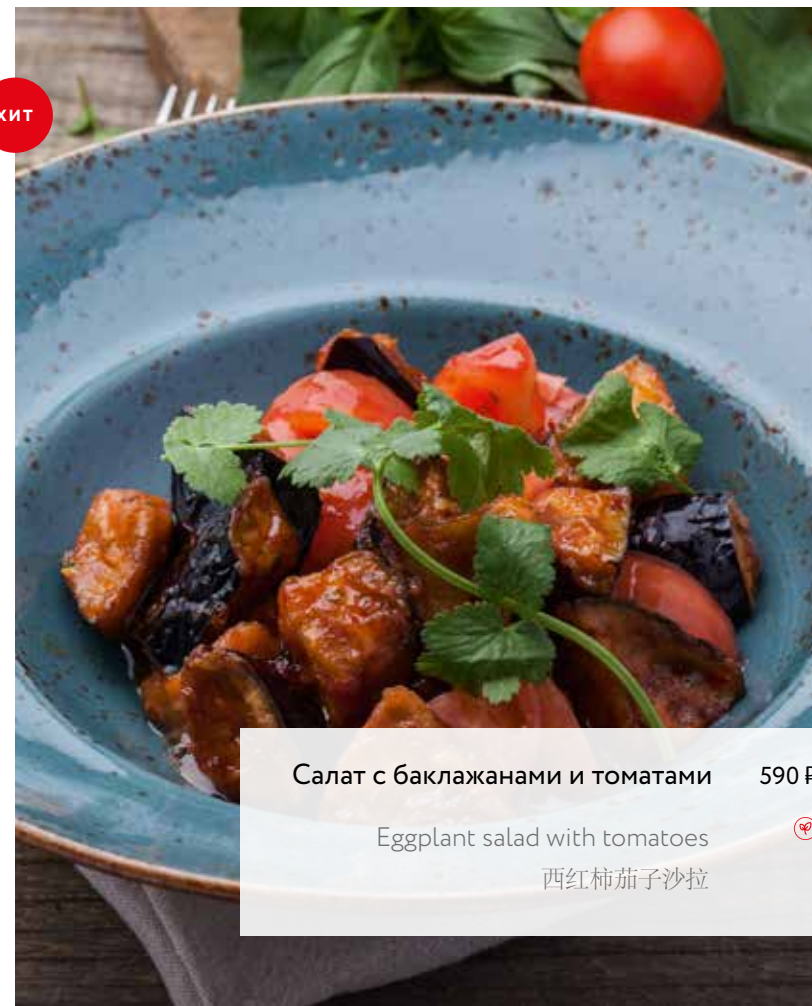 хит
Салат с баклажанами и томатами 590 ₽
Eggplant salad with tomatoes
西红柿茄子沙拉